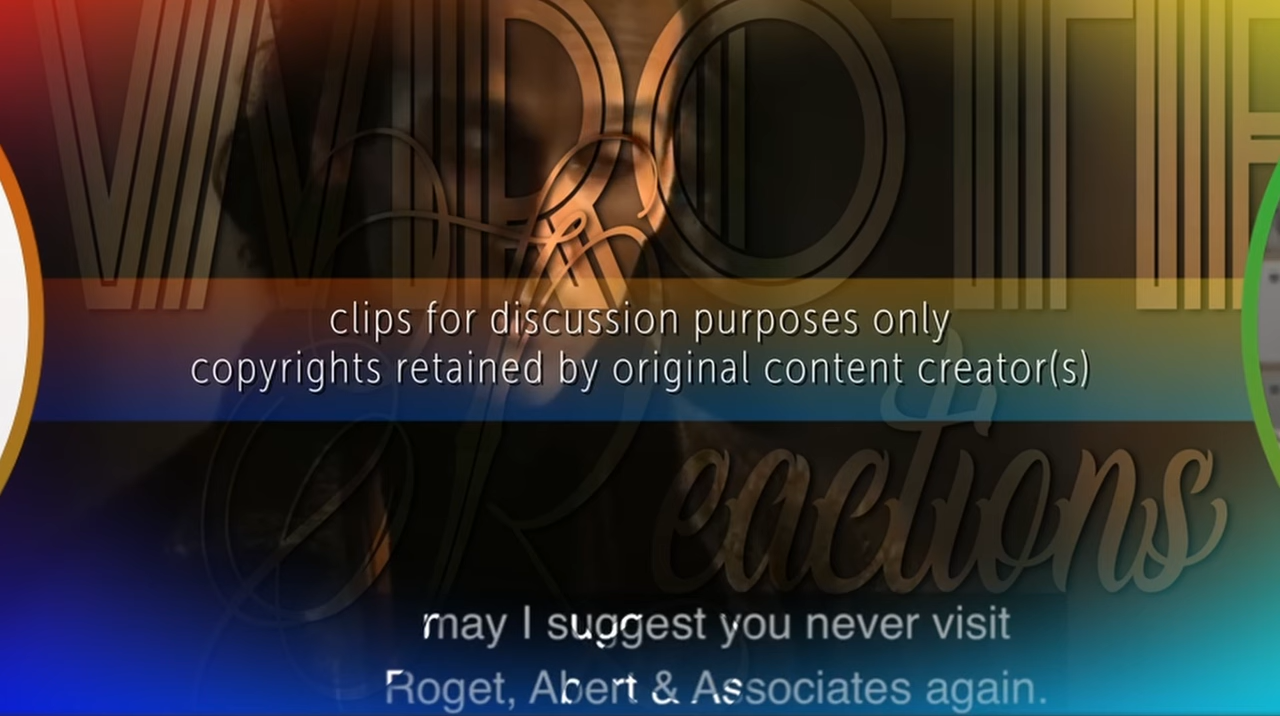 WROTE
clips for discussion purposes only
copyrights retained by original content creator(s)
Reactions
may I suggest you never visit
Roget, Abert & Associates again.